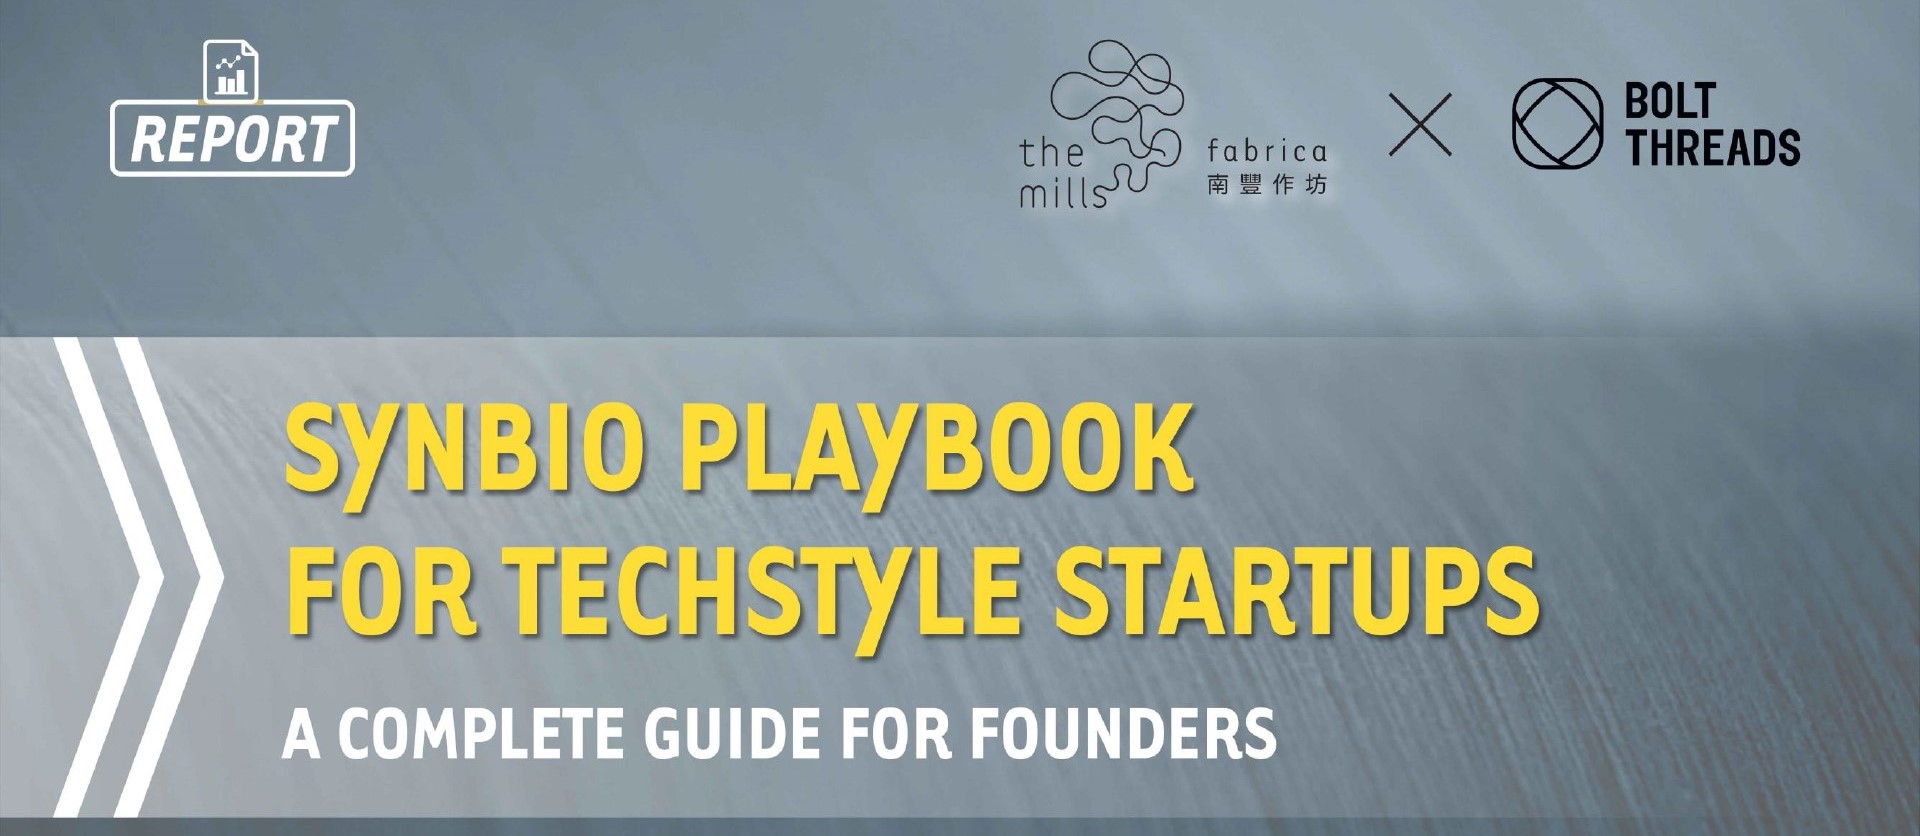 REPORT
the
mills
fabrica
南豐作坊
BOLT
THREADS
SYNBIO PLAYBOOK
FOR TECHSTYLE STARTUPS
A COMPLETE GUIDE FOR FOUNDERS